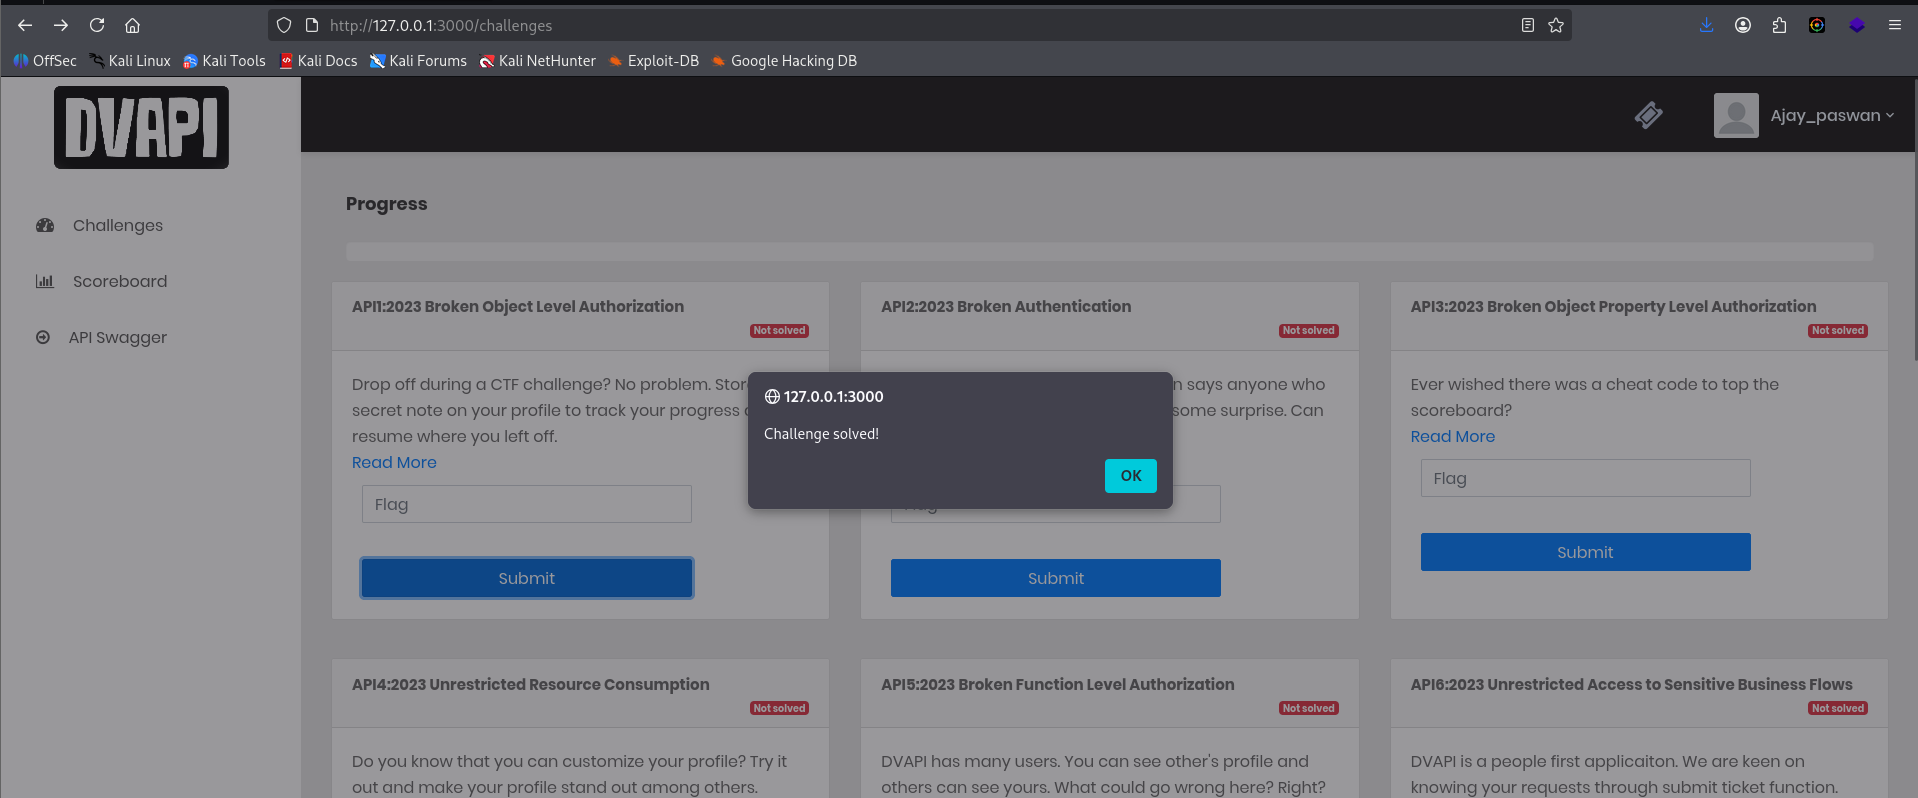 http://127.0.0.1:3000/challenges
OffSec Kali Linux Kali Tools Kali Docs Kali Forums Kali NetHunter Exploit-DB Google Hacking DB
DVAPI
Ajay_paswan
Challenges
Scoreboard
API Swagger
Progress
API1:2023 Broken Object Level Authorization
Not solved
Drop off during a CTF challenge? No problem. Stor
secret note on your profile to track your progress
resume where you left off.
Read More
Flag
Submit
API2:2023 Broken Authentication
Not solved
n says anyone who
some surprise. Can
Submit
API3:2023 Broken Object Property Level Authorization
Not solved
Ever wished there was a cheat code to top the
scoreboard?
Read More
Flag
Submit
127.0.0.1:3000
Challenge solved!
OK
API4:2023 Unrestricted Resource Consumption
Not solved
Do you know that you can customize your profile? Try it
out and make your profile stand out among others.
API5:2023 Broken Function Level Authorization
Not solved
DVAPI has many users. You can see other's profile and
others can see yours. What could go wrong here? Right?
API6:2023 Unrestricted Access to Sensitive Business Flows
Not solved
DVAPI is a people first applicaiton. We are keen on
knowing your requests through submit ticket function.